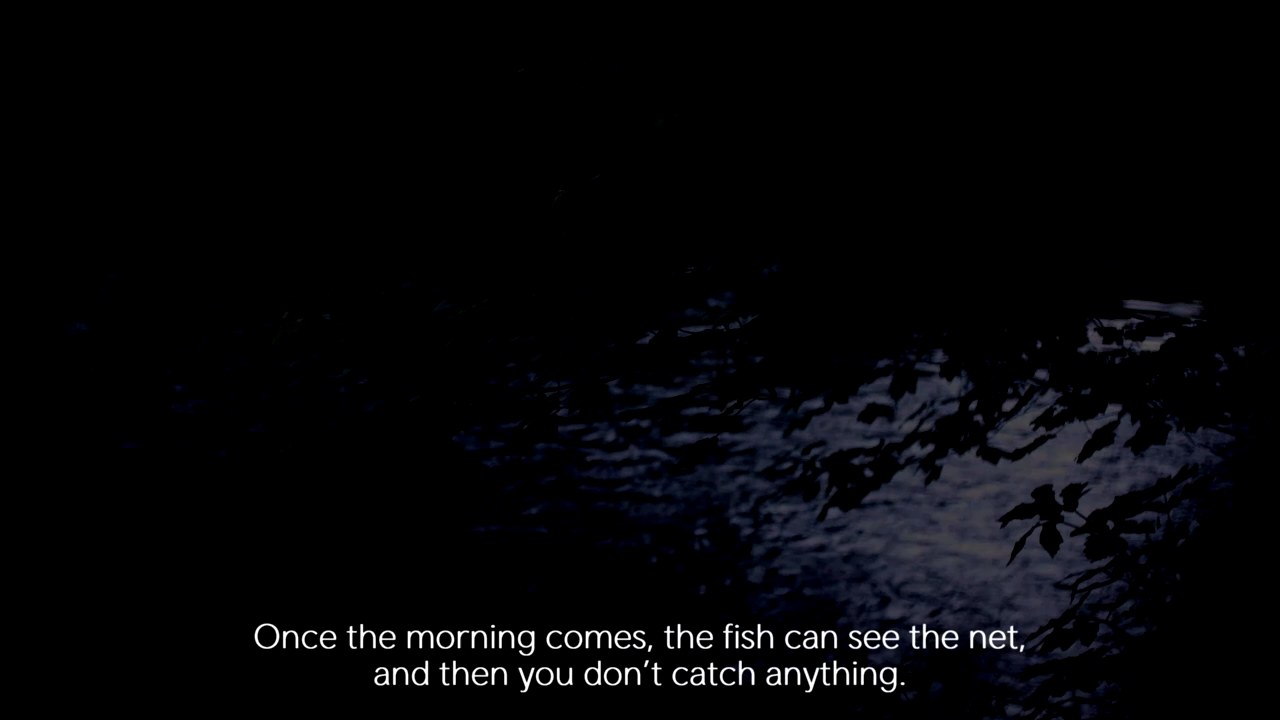 Once the morning comes, the fish can see the net,
and then you don't catch anything.